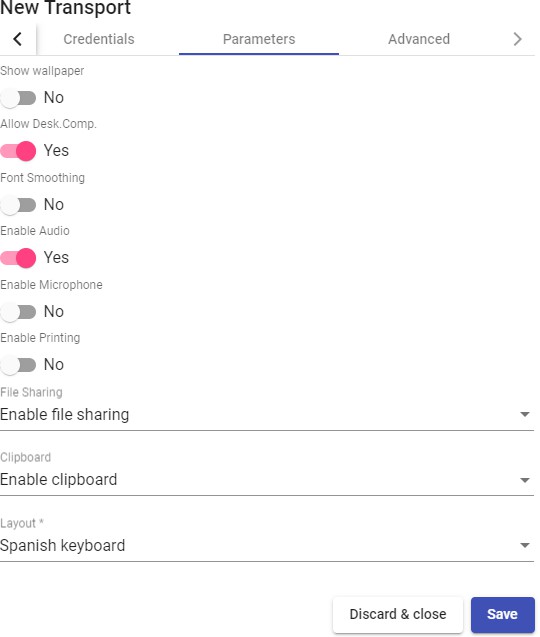 New Transport
Credentials
Parameters
Advanced
Show wallpaper
No
Allow Desk.Comp.
Yes
Font Smoothing
No
Enable Audio
Yes
Enable Microphone
No
Enable Printing
No
File Sharing
Enable file sharing
Clipboard
Enable clipboard
Layout *
Spanish keyboard
Discard & close
Save